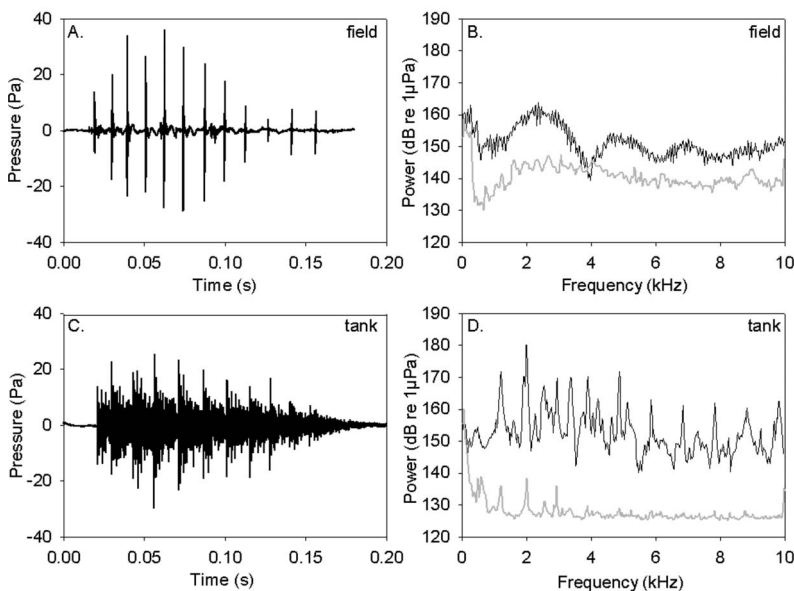 A. field
40
20
0
-20
-40
Pressure (Pa)
0.00 0.05 0.10 0.15 0.20
Time (s)
B. field
190
180
170
160
150
140
130
120
Power (dB re 1µPa)
0 2 4 6 8 10
Frequency (kHz)
C. tank
40
20
0
-20
-40
Pressure (Pa)
0.00 0.05 0.10 0.15 0.20
Time (s)
D. tank
190
180
170
160
150
140
130
120
Power (dB re 1µPa)
0 2 4 6 8 10
Frequency (kHz)